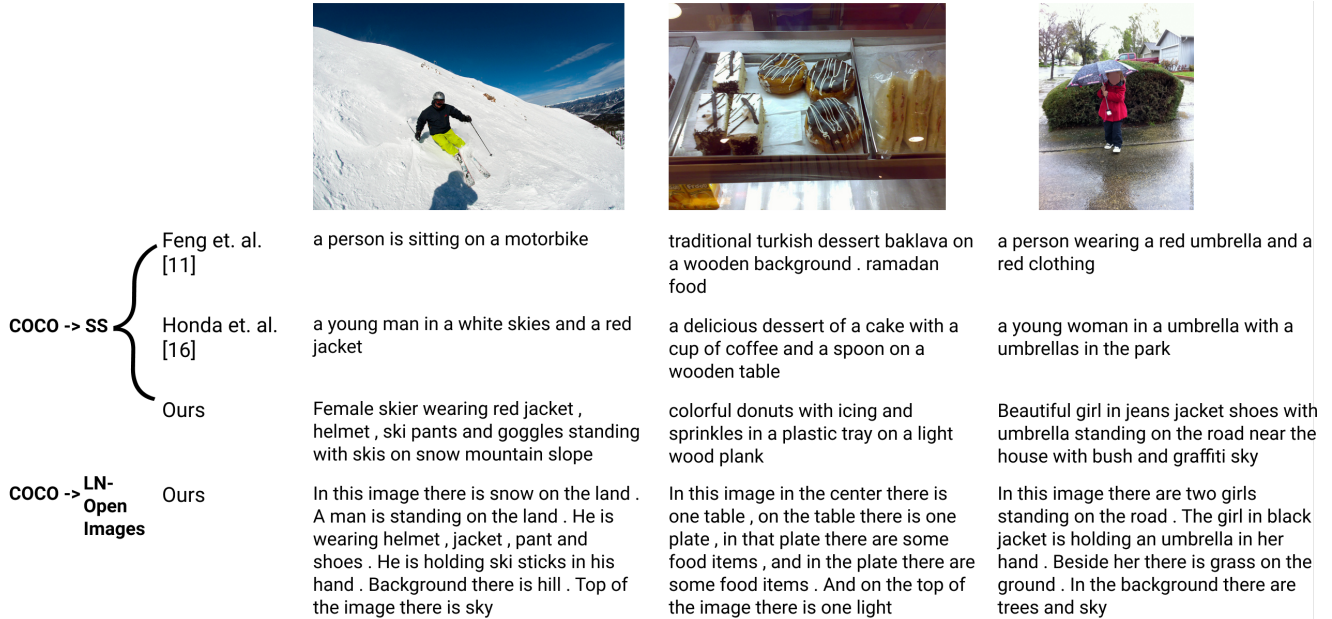 Feng et. al.
[11]
a person is sitting on a motorbike
traditional turkish dessert baklava on
a wooden background . ramadan
food
a person wearing a red umbrella and a
red clothing
COCO -> SS
Honda et. al.
[16]
a young man in a white skies and a red
jacket
a delicious dessert of a cake with a
cup of coffee and a spoon on a
wooden table
a young woman in a umbrella with a
umbrellas in the park
Ours
Female skier wearing red jacket ,
helmet , ski pants and goggles standing
with skis on snow mountain slope
colorful donuts with icing and
sprinkles in a plastic tray on a light
wood plank
Beautiful girl in jeans jacket shoes with
umbrella standing on the road near the
house with bush and graffiti sky
COCO -> LN-
Open
Images
Ours
In this image there is snow on the land .
A man is standing on the land . He is
wearing helmet , jacket , pant and
shoes . He is holding ski sticks in his
hand . Background there is hill . Top of
the image there is sky
In this image in the center there is
one table , on the table there is one
plate , in that plate there are some
food items , and in the plate there are
some food items . And on the top of
the image there is one light
In this image there are two girls
standing on the road . The girl in black
jacket is holding an umbrella in her
hand . Beside her there is grass on the
ground . In the background there are
trees and sky